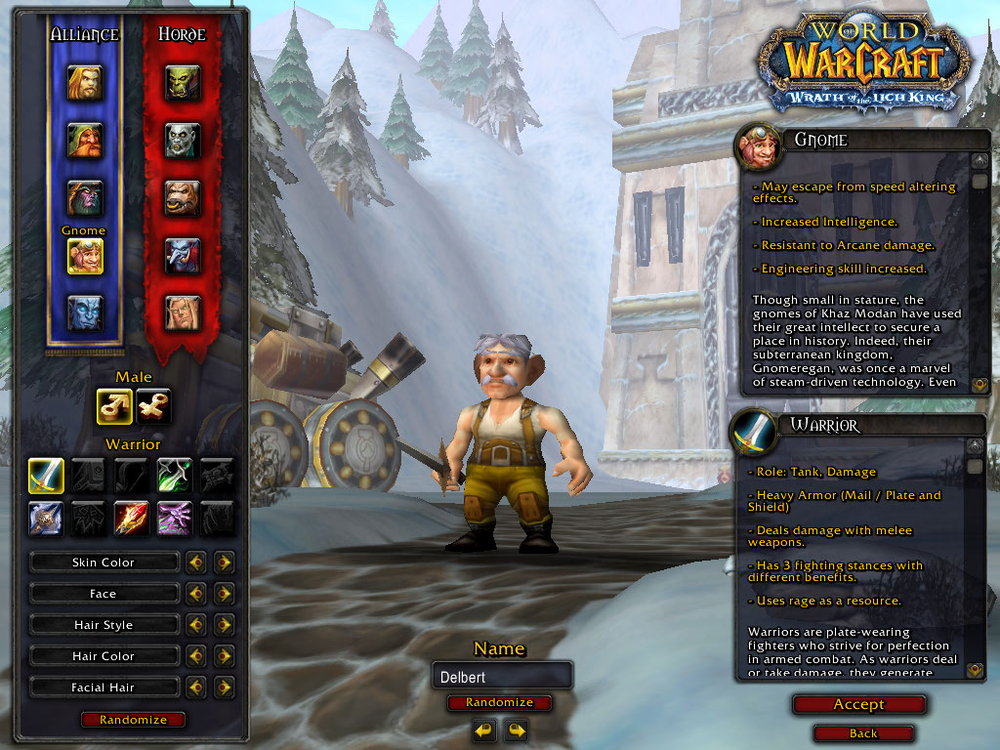 Alliance
Horde
Gnome
Male
Warrior
Skin Color
Face
Hair Style
Hair Color
Facial Hair
Randomize
Name
Delbert
Randomize
World
of
Warcraft
Wrath of the Lich King
Gnome
- May escape from speed altering
effects.
- Increased Intelligence.
- Resistant to Arcane damage.
- Engineering skill increased.
Though small in stature, the
gnomes of Khaz Modan have used
their great intellect to secure a
place in history. Indeed, their
subterranean kingdom,
Gnomeregan, was once a marvel
of steam-driven technology. Even
Warrior
- Role: Tank, Damage
- Heavy Armor (Mail / Plate and
Shield)
- Deals damage with melee
weapons.
- Has 3 fighting stances with
different benefits.
- Uses rage as a resource.
Warriors are plate-wearing
fighters who strive for perfection
in armed combat. As warriors deal
or take damage, they generate
Accept
Back